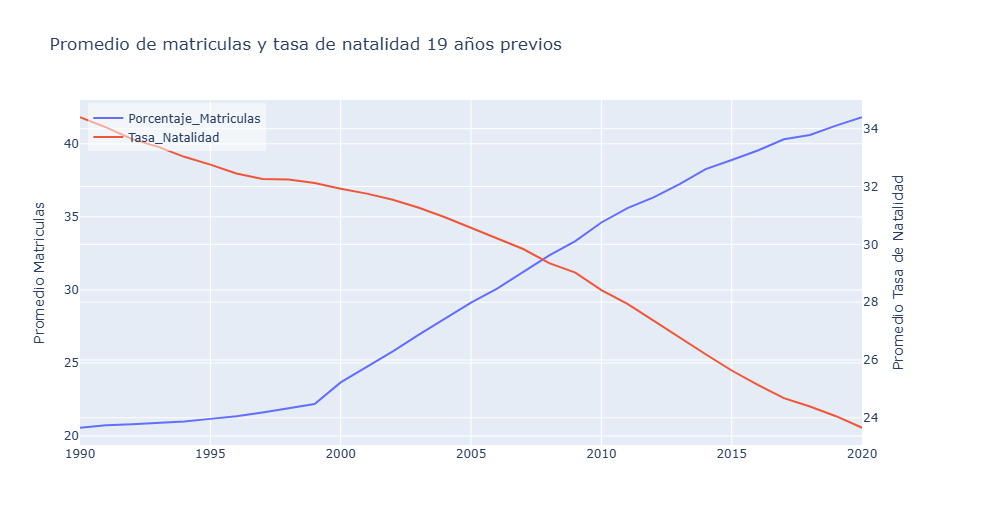 Promedio de matriculas y tasa de natalidad 19 años previos
Porcentaje_Matriculas
Tasa_Natalidad
Promedio Matriculas
40
35
30
25
20
34
32
30
28
26
24
Promedio Tasa de Natalidad
1990 1995 2000 2005 2010 2015 2020